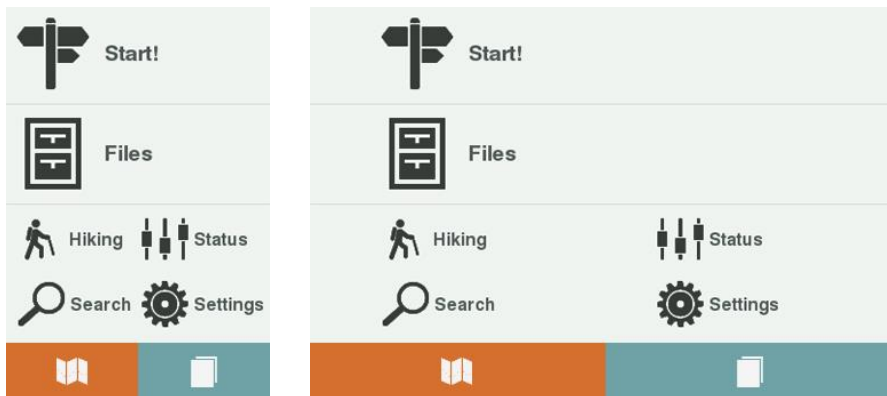 Start!
Files
Hiking
Status
Search
Settings
Start!
Files
Hiking
Status
Search
Settings